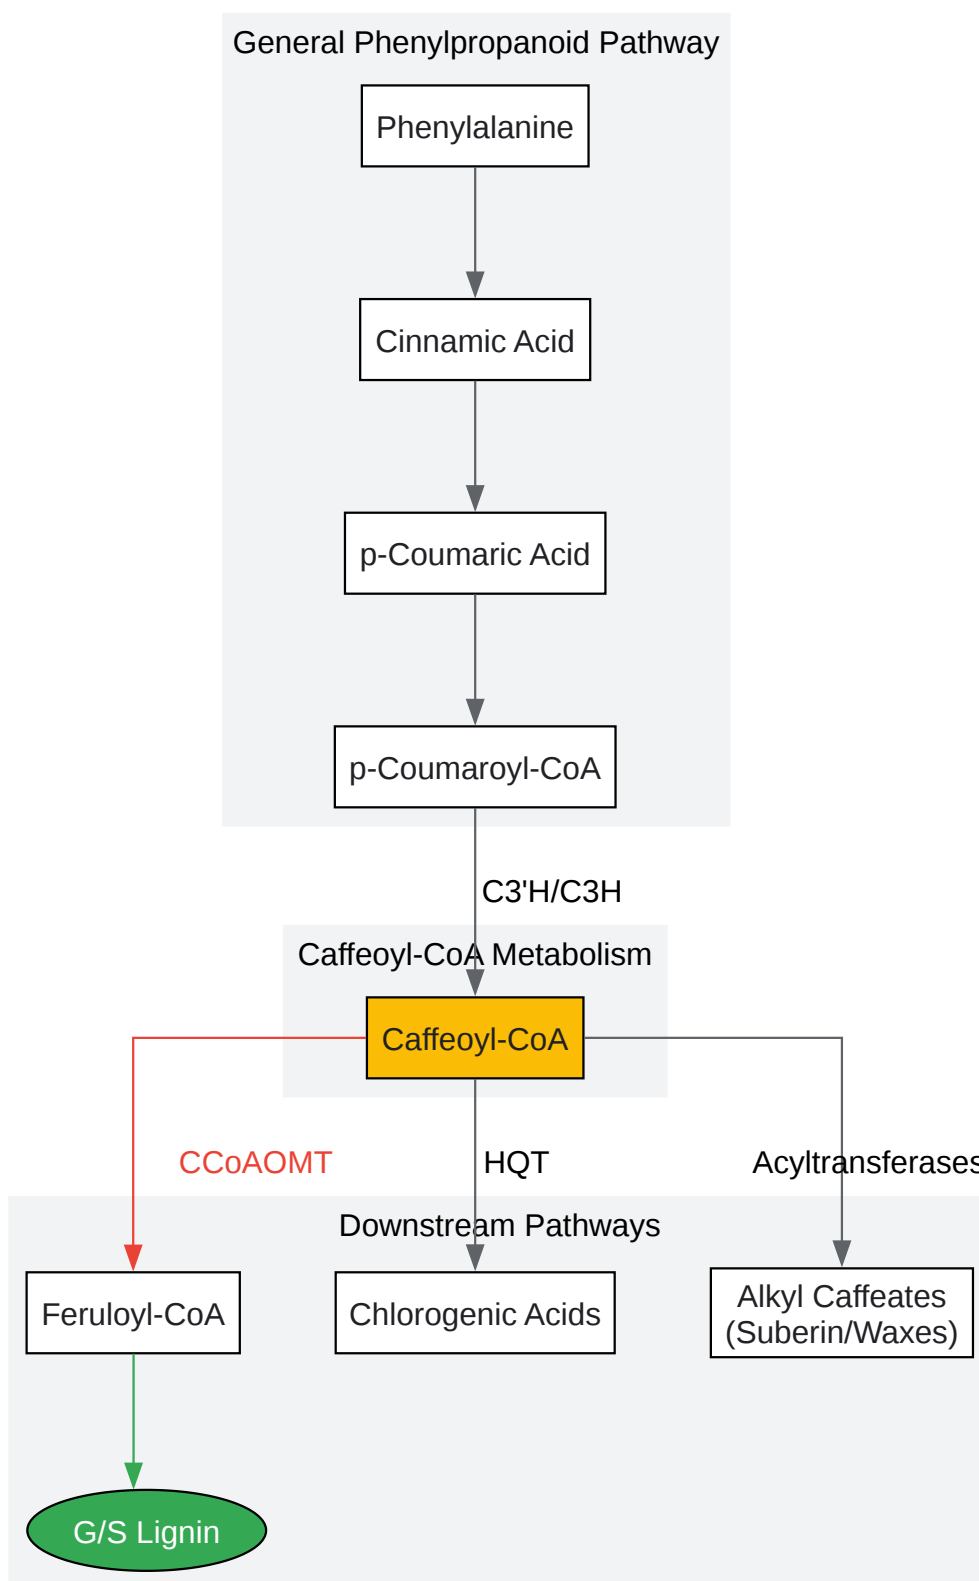 General Phenylpropanoid Pathway
Phenylalanine
Cinnamic Acid
p-Coumaric Acid
p-Coumaroyl-CoA
C3'H/C3H
Caffeoyl-CoA Metabolism
Caffeoyl-CoA
CCoAOMT
HQT
Acyltransferases
Downstream Pathways
Feruloyl-CoA
Chlorogenic Acids
Alkyl Caffeates
(Suberin/Waxes)
G/S Lignin